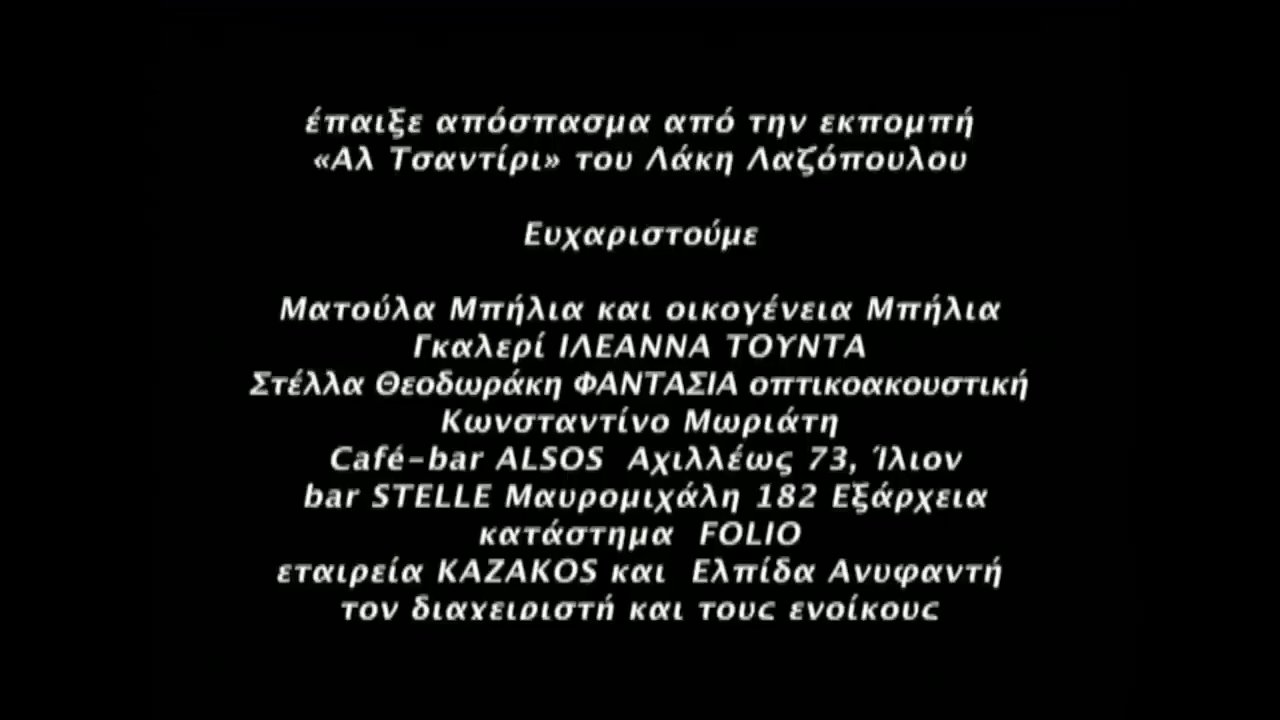 έπαιξε απόσπασμα από την εκπομπή
«Αλ Τσαντίρι» του Λάκη Λαζόπουλου
Ευχαριστούμε
Ματούλα Μπήλια και οικογένεια Μπήλια
Γκαλερί ΙΛΕΑΝΝΑ ΤΟΥΝΤΑ
Στέλλα Θεοδωράκη ΦΑΝΤΑΣΙΑ οπτικοακουστική
Κωνσταντίνο Μωριάτη
Café-bar ALSOS  Αχιλλέως 73, Ίλιον
bar STELLE Μαυρομιχάλη 182 Εξάρχεια
κατάστημα  FOLIO
εταιρεία KAZAKOS και  Ελπίδα Ανυφαντή
τον διαχειριστή και τους ενοίκους